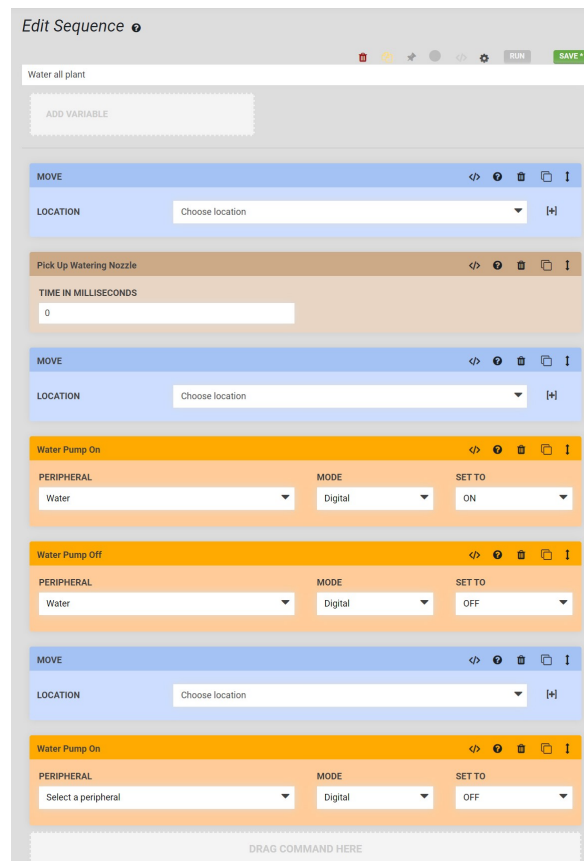 Edit Sequence
RUN SAVE *
Water all plant
ADD VARIABLE
MOVE
LOCATION Choose location
Pick Up Watering Nozzle
TIME IN MILLISECONDS
0
MOVE
LOCATION Choose location
Water Pump On
PERIPHERAL MODE SET TO
Water Digital ON
Water Pump Off
PERIPHERAL MODE SET TO
Water Digital OFF
MOVE
LOCATION Choose location
Water Pump On
PERIPHERAL MODE SET TO
Select a peripheral Digital OFF
DRAG COMMAND HERE